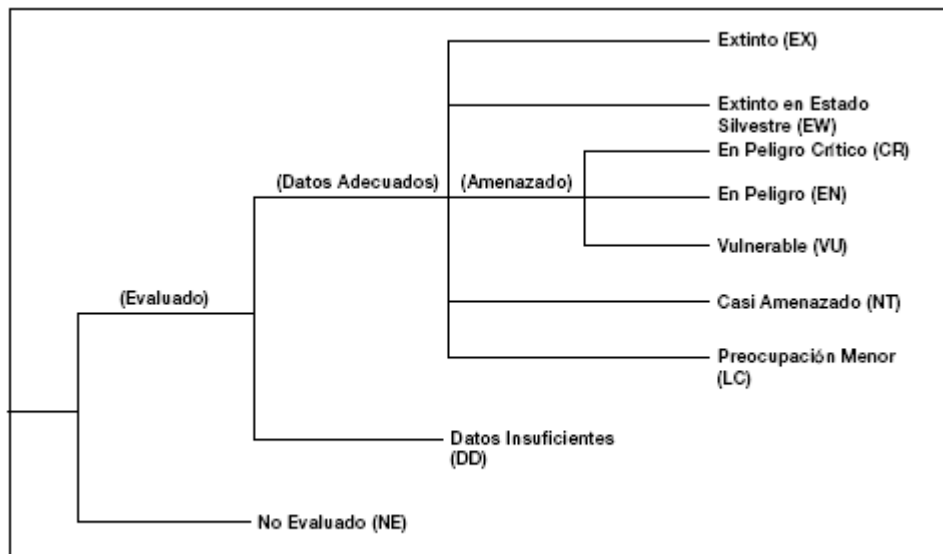 Extinto (EX)
Extinto en Estado
Silvestre (EW)
En Peligro Crítico (CR)
(Datos Adecuados)
(Amenazado)
En Peligro (EN)
Vulnerable (VU)
(Evaluado)
Casi Amenazado (NT)
Preocupación Menor
(LC)
Datos Insuficientes
(DD)
No Evaluado (NE)